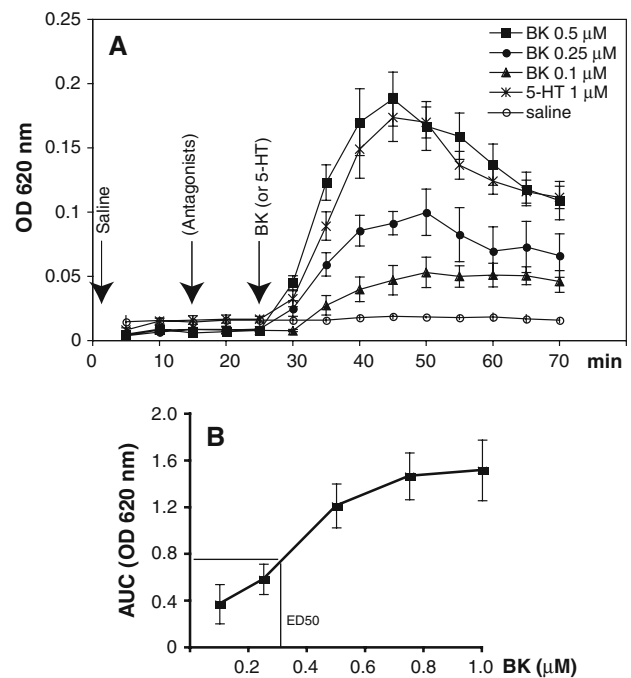 A
BK 0.5 μM
BK 0.25 μM
BK 0.1 μM
5-HT 1 μM
saline
OD 620 nm
0.25
0.2
0.15
0.1
0.05
0
Saline
(Antagonists)
BK (or 5-HT)
0 10 20 30 40 50 60 min 70
B
AUC (OD 620 nm)
2.0
1.6
1.2
0.8
0.4
0
ED50
0.2 0.4 0.6 0.8 1.0 BK (μM)